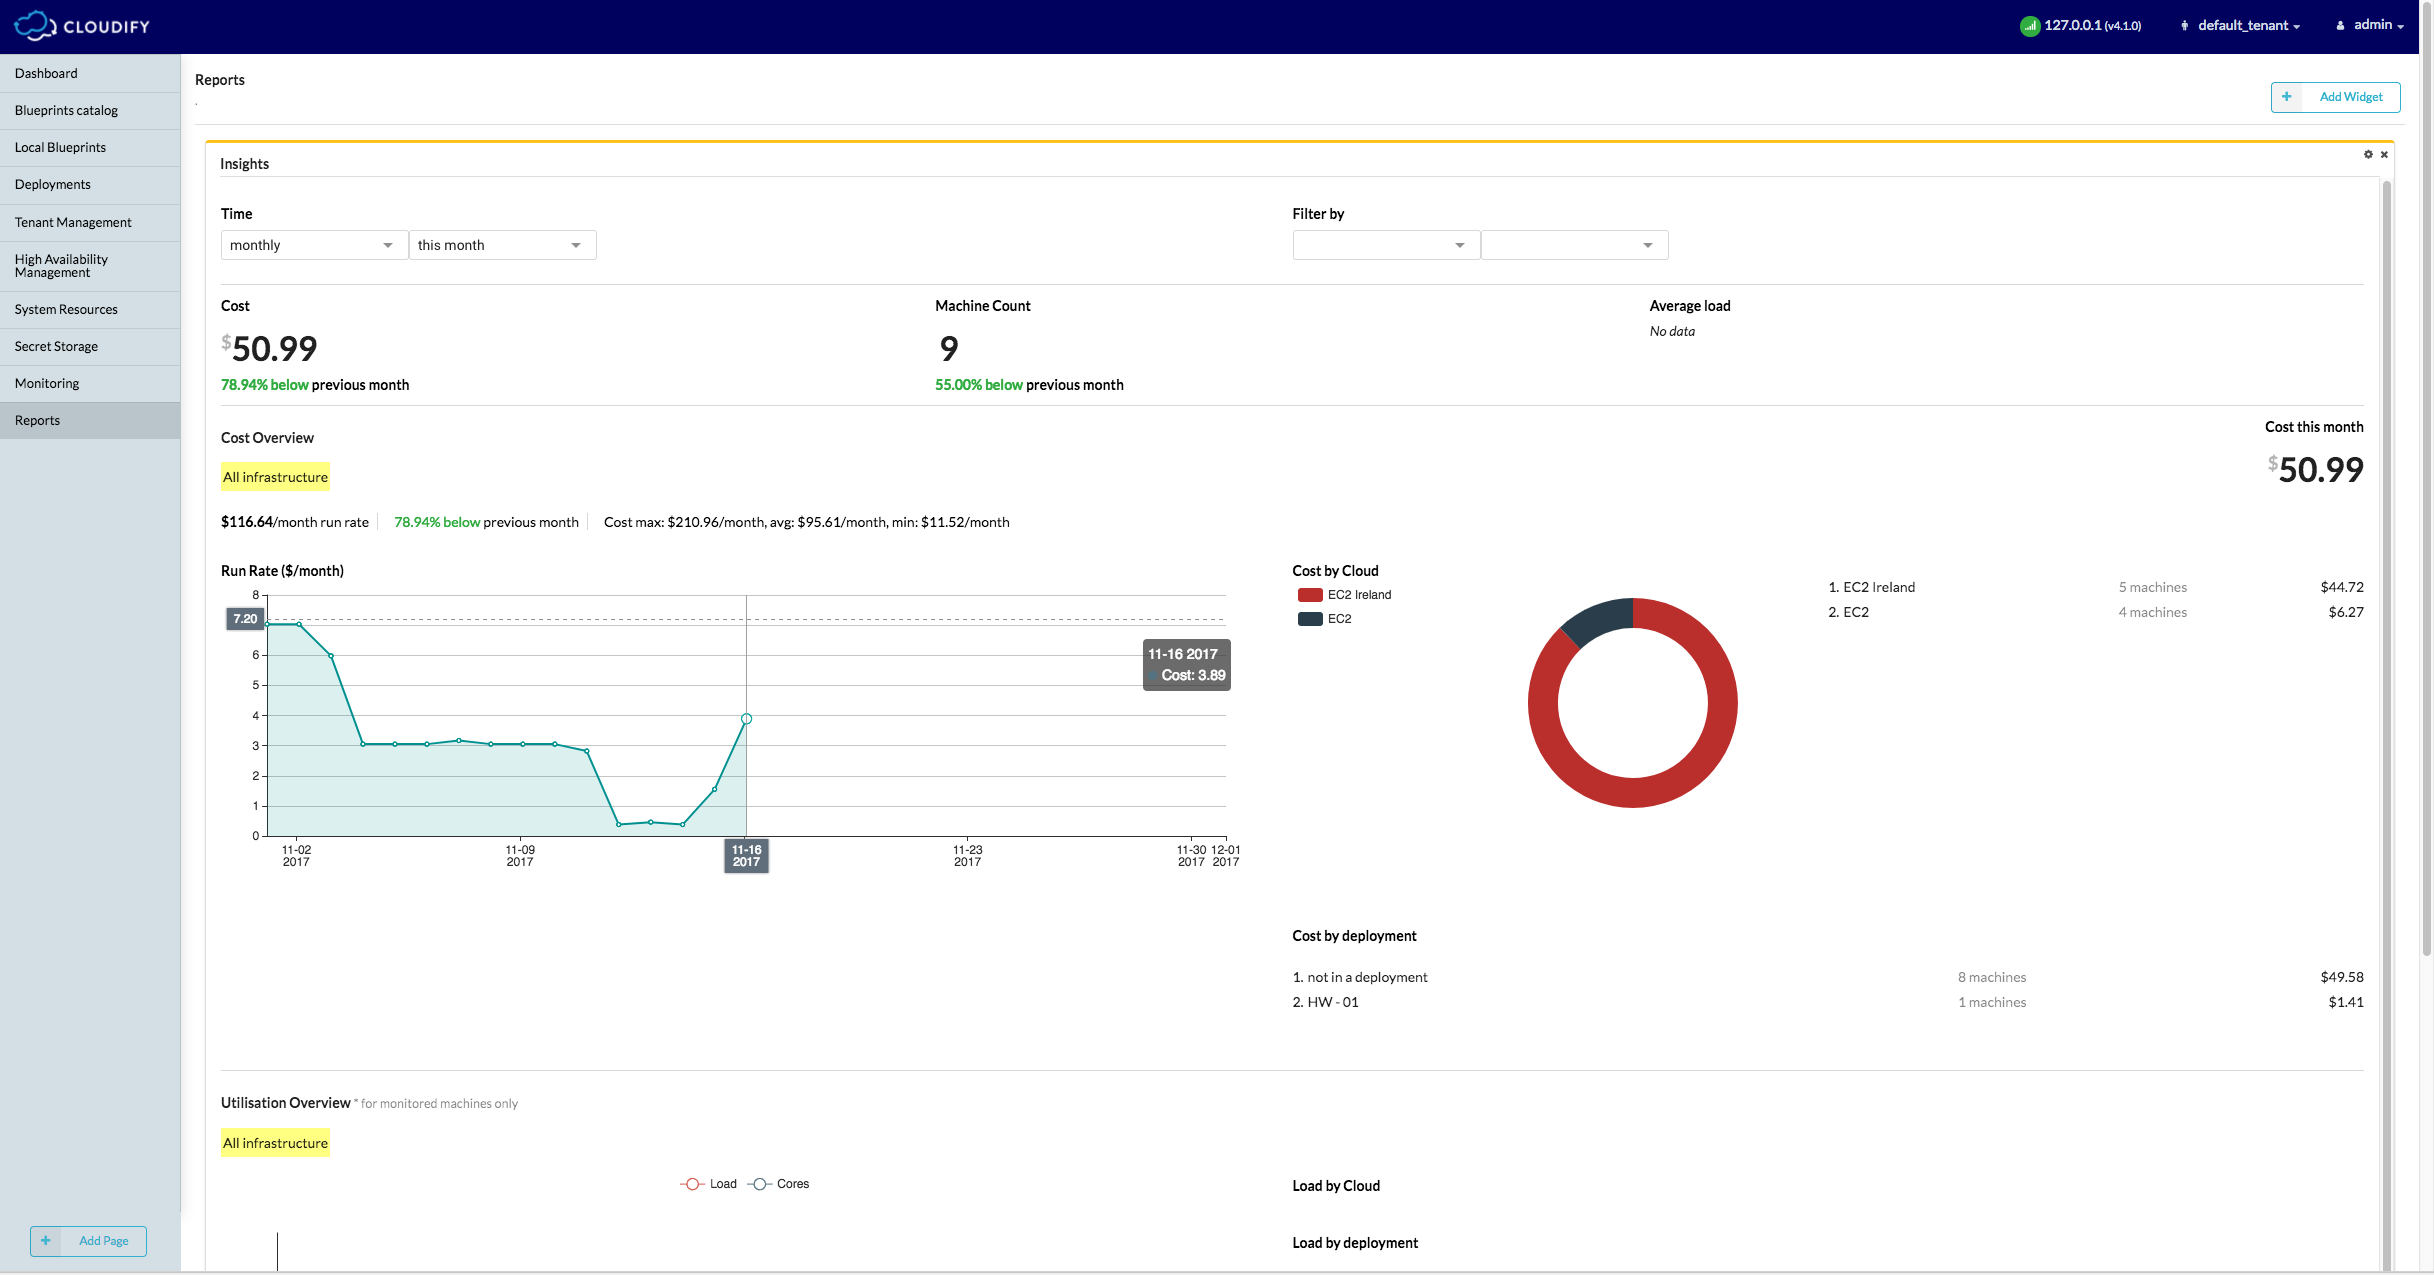 CLOUDIFY
127.0.0.1 (v4.1.0)
default_tenant
admin
Dashboard
Blueprints catalog
Local Blueprints
Deployments
Tenant Management
High Availability
Management
System Resources
Secret Storage
Monitoring
Reports
+ Add Page
Reports
.
+ Add Widget
Insights
Time
monthly
this month
Filter by
Cost
$50.99
78.94% below previous month
Machine Count
9
55.00% below previous month
Average load
No data
Cost Overview
All infrastructure
Cost this month
$50.99
$116.64/month run rate
78.94% below previous month
Cost max: $210.96/month, avg: $95.61/month, min: $11.52/month
Run Rate ($/month)
8
7.20
6
5
4
3
2
1
0
11-16 2017
Cost: 3.89
11-02
2017
11-09
2017
11-16
2017
11-23
2017
11-30
2017
12-01
2017
Cost by Cloud
EC2 Ireland
EC2
1. EC2 Ireland 5 machines $44.72
2. EC2 4 machines $6.27
Cost by deployment
1. not in a deployment 8 machines $49.58
2. HW - 01 1 machines $1.41
Utilisation Overview * for monitored machines only
All infrastructure
Load
Cores
Load by Cloud
Load by deployment